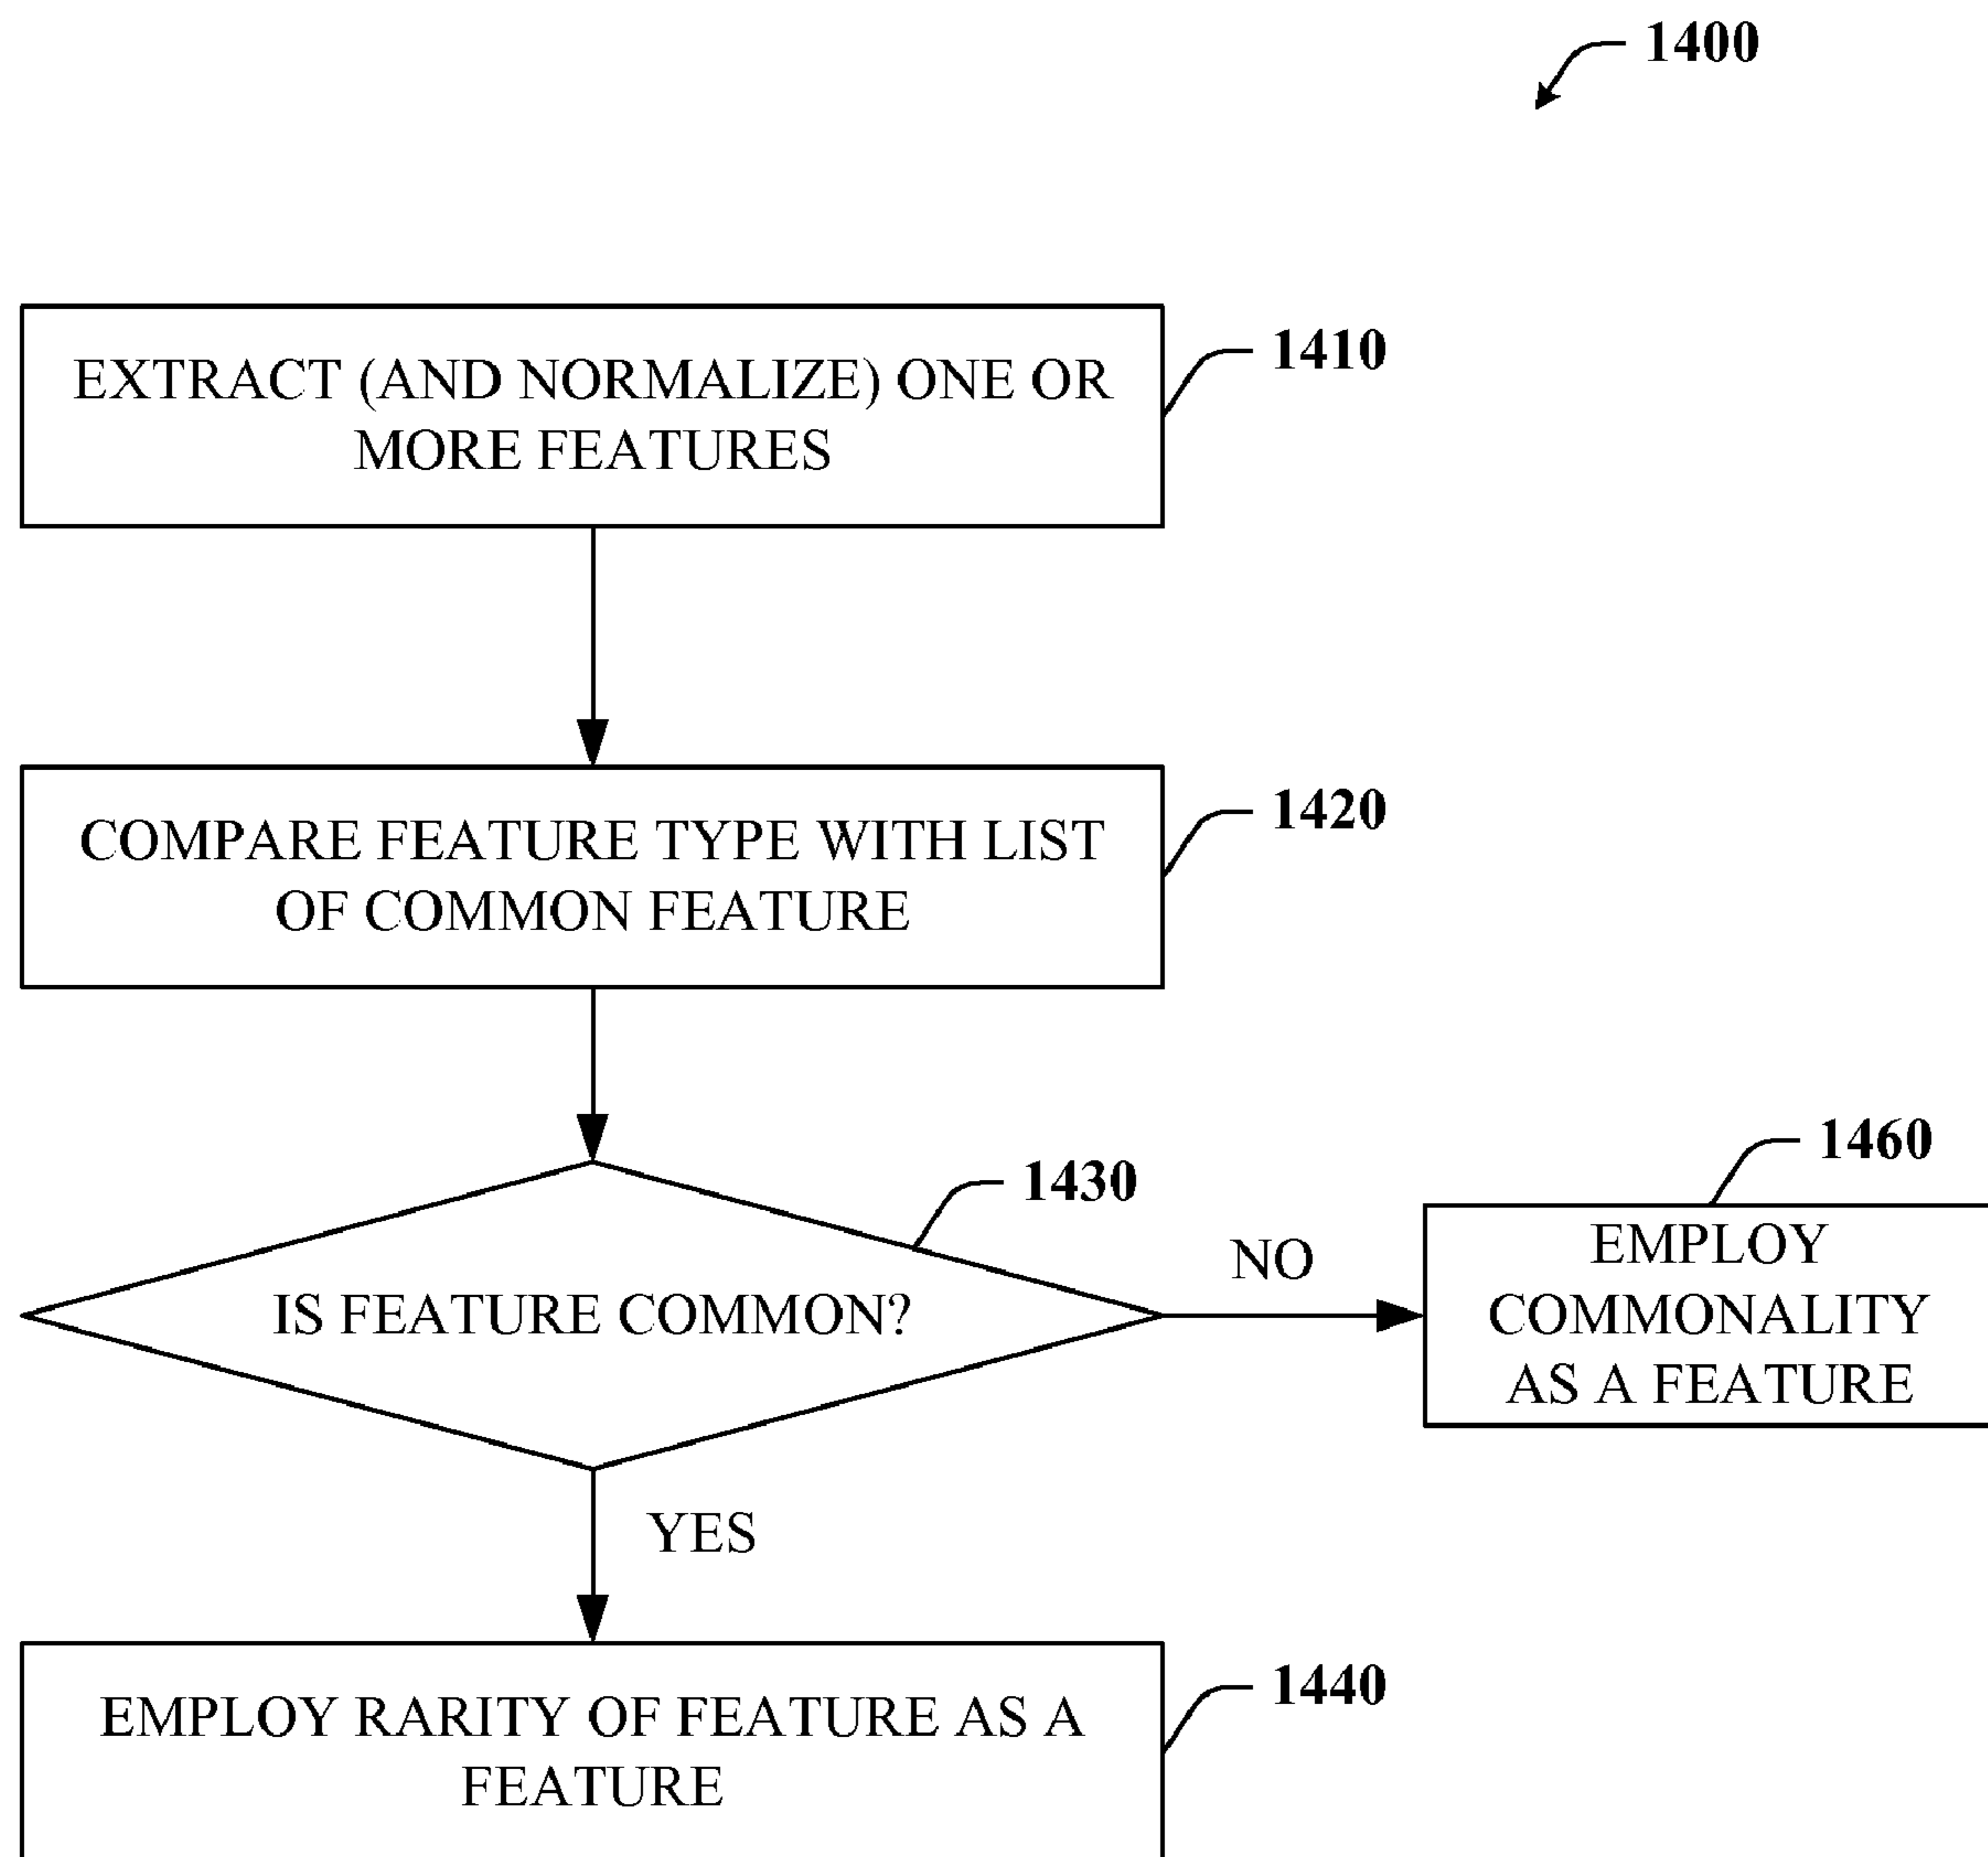 1400
EXTRACT (AND NORMALIZE) ONE OR
MORE FEATURES
1410
COMPARE FEATURE TYPE WITH LIST
OF COMMON FEATURE
1420
IS FEATURE COMMON?
1430
NO
1460
EMPLOY
COMMONALITY
AS A FEATURE
YES
EMPLOY RARITY OF FEATURE AS A
FEATURE
1440